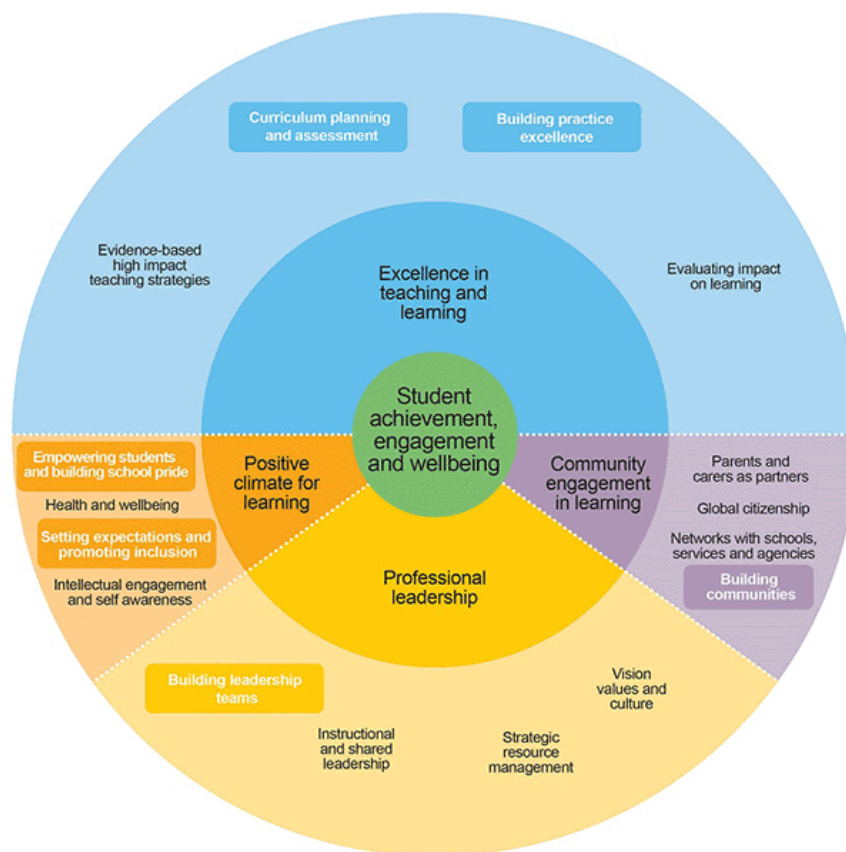 Curriculum planning
and assessment
Building practice
excellence
Evidence-based
high impact
teaching strategies
Excellence in
teaching and
learning
Evaluating impact
on learning
Student
achievement,
engagement
and wellbeing
Empowering students
and building school pride
Health and wellbeing
Setting expectations and
promoting inclusion
Intellectual engagement
and self awareness
Positive
climate for
learning
Community
engagement
in learning
Parents and
carers as partners
Global citizenship
Networks with schools,
services and agencies
Building
communities
Professional
leadership
Building leadership
teams
Instructional
and shared
leadership
Strategic
resource
management
Vision
values and
culture